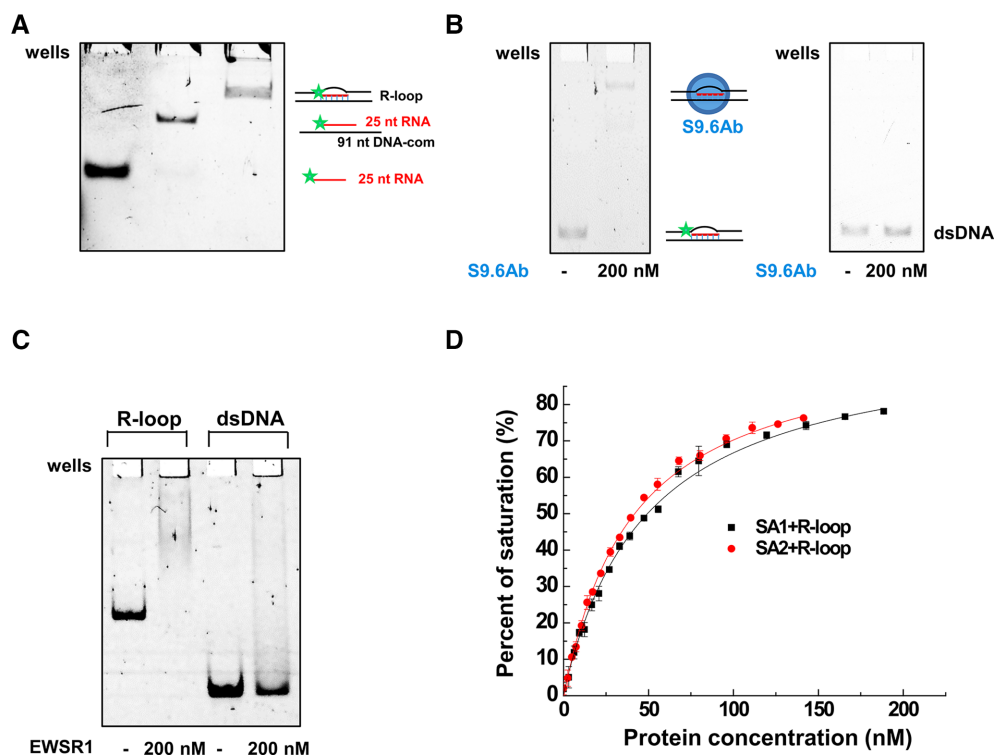 A
wells
R-loop
25 nt RNA
91 nt DNA-com
25 nt RNA
B
wells
S9.6Ab
S9.6Ab - 200 nM
wells
dsDNA
S9.6Ab - 200 nM
C
R-loop dsDNA
wells
EWSR1 - 200 nM - 200 nM
D
Percent of saturation (%)
80
70
60
50
40
30
20
10
0
SA1+R-loop
SA2+R-loop
0 50 100 150 200
Protein concentration (nM)